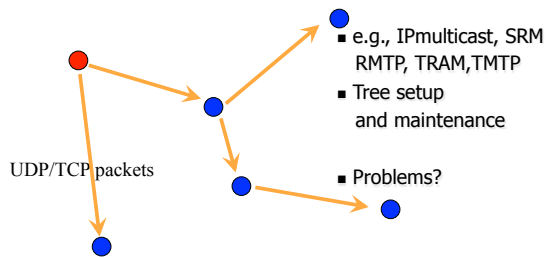 ▪ e.g., IPmulticast, SRM
RMTP, TRAM,TMTP
▪ Tree setup
and maintenance
UDP/TCP packets
▪ Problems?